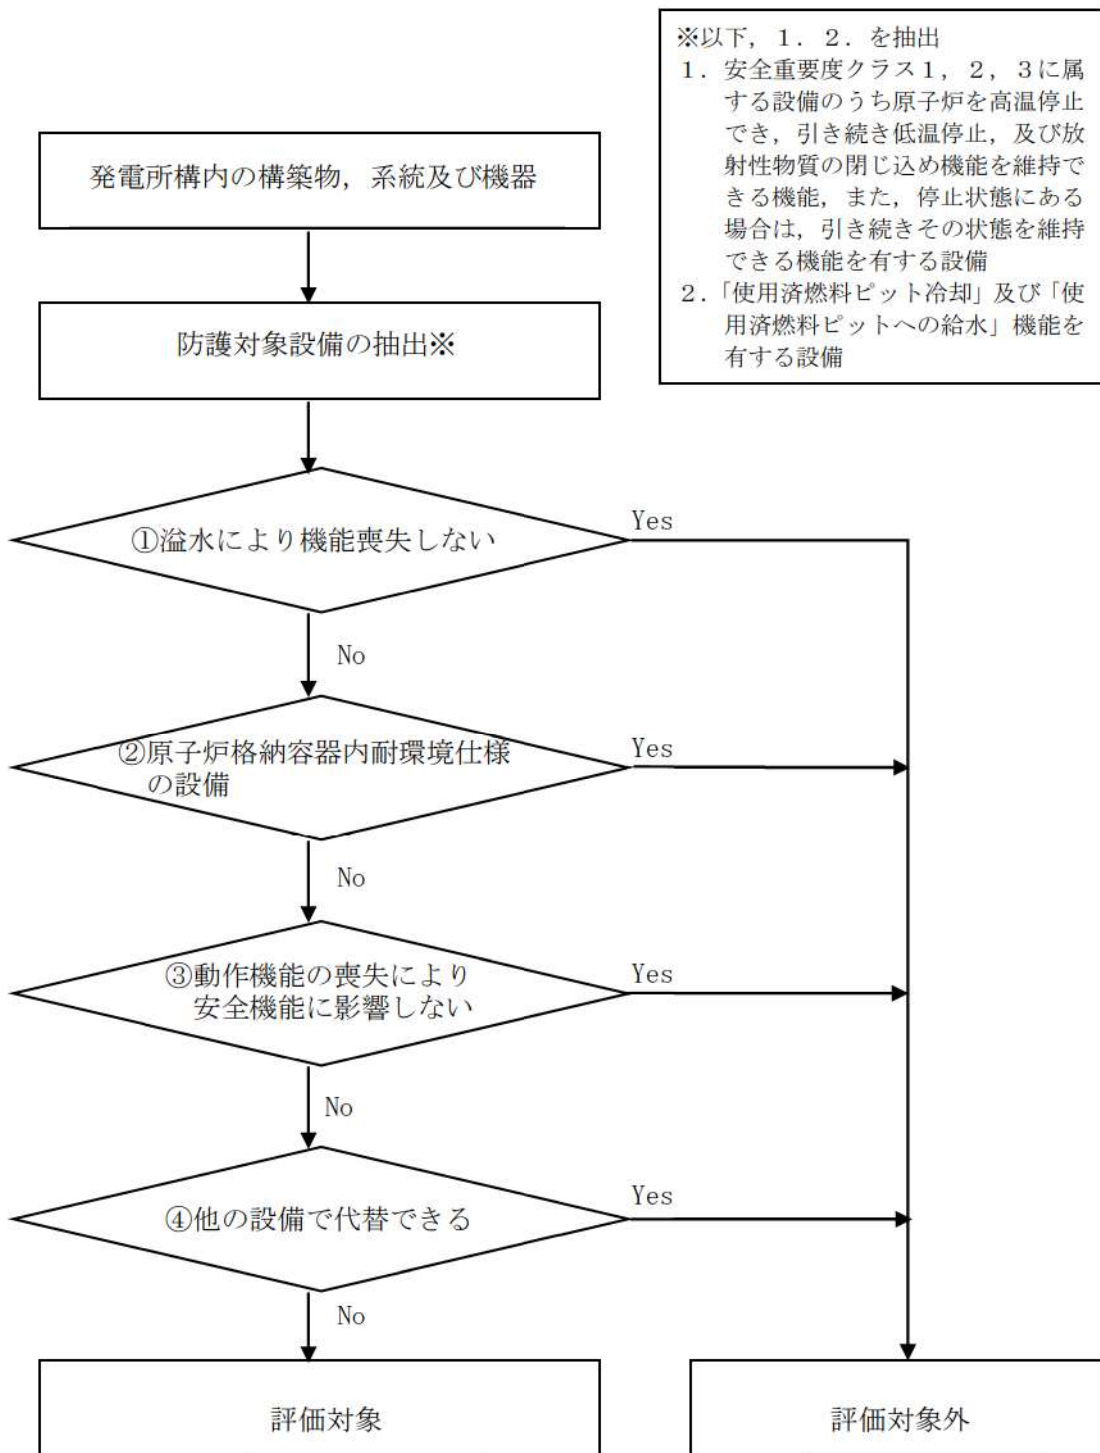 ※以下，１．２．を抽出
１．安全重要度クラス１，２，３に属
する設備のうち原子炉を高温停止
でき，引き続き低温停止，及び放
射性物質の閉じ込め機能を維持で
きる機能，また，停止状態にある
場合は，引き続きその状態を維持
できる機能を有する設備
２．「使用済燃料ピット冷却」及び「使
用済燃料ピットへの給水」機能を
有する設備
発電所構内の構築物，系統及び機器
防護対象設備の抽出※
①溢水により機能喪失しない
Yes
No
②原子炉格納容器内耐環境仕様
の設備
Yes
No
③動作機能の喪失により
安全機能に影響しない
Yes
No
④他の設備で代替できる
Yes
No
評価対象
評価対象外